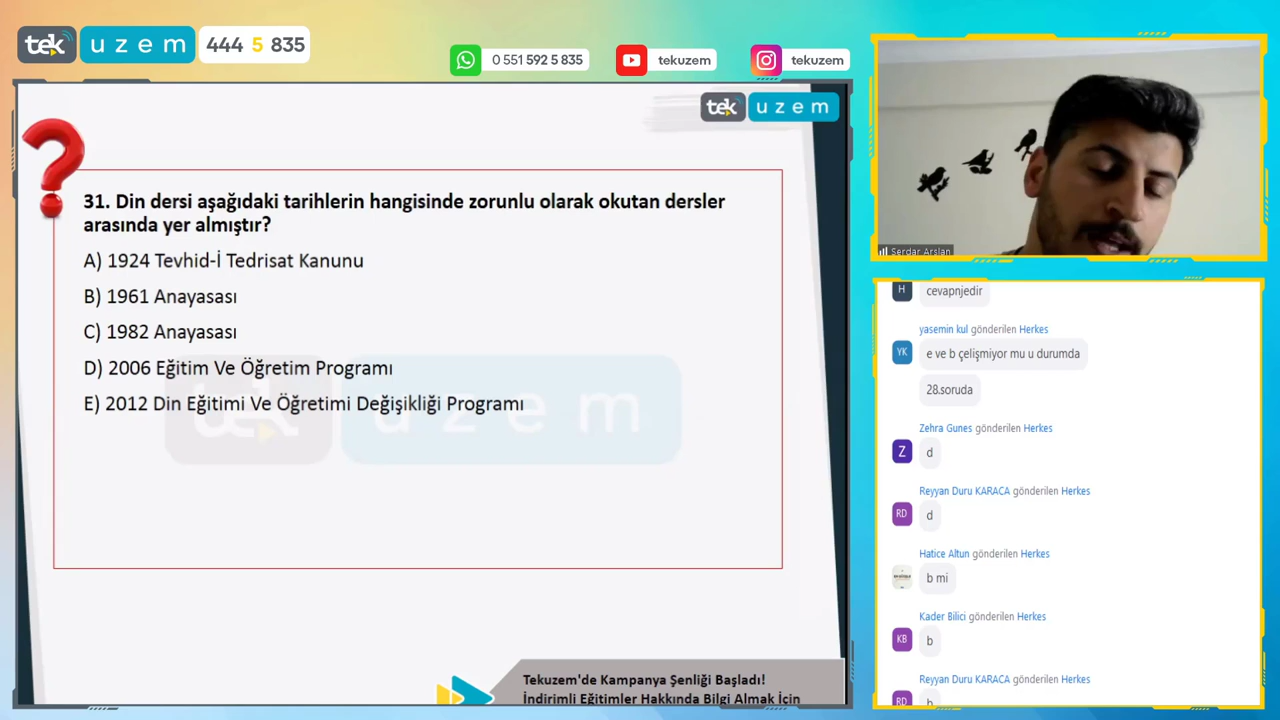 tek uzem 444 5 835
0 551 592 5 835
tekuzem
tekuzem
tek uzem
31. Din dersi aşağıdaki tarihlerin hangisinde zorunlu olarak okutan dersler
arasında yer almıştır?
A) 1924 Tevhid-İ Tedrisat Kanunu
B) 1961 Anayasası
C) 1982 Anayasası
D) 2006 Eğitim Ve Öğretim Programı
E) 2012 Din Eğitimi Ve Öğretimi Değişikliği Programı
tek uzem
Tekuzem'de Kampanya Şenliği Başladı!
İndirimli Eğitimler Hakkında Bilgi Almak İçin
Serdar Arslan
H
cevapnjedir
yasemin kul gönderilen Herkes
YK
e ve b çelişmiyor mu u durumda
28.soruda
Zehra Gunes gönderilen Herkes
Z
d
Reyyan Duru KARACA gönderilen Herkes
RD
d
Hatice Altun gönderilen Herkes
b mi
Kader Bilici gönderilen Herkes
KB
b
Reyyan Duru KARACA gönderilen Herkes
RD
b